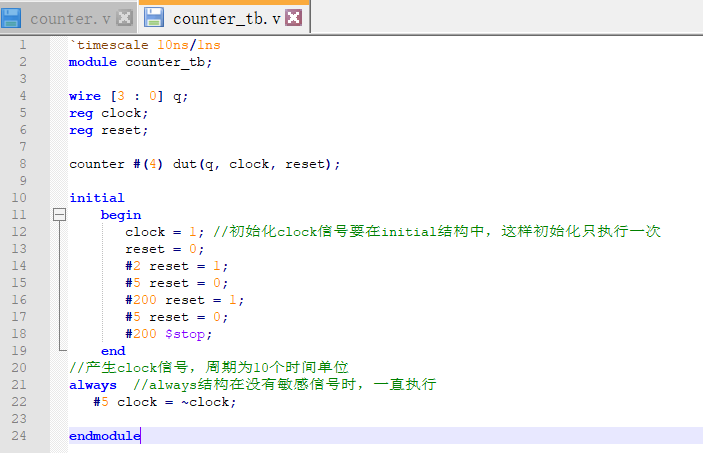 counter.v counter_tb.v
1 `timescale 10ns/1ns
2 module counter_tb;
3
4 wire [3 : 0] q;
5 reg clock;
6 reg reset;
7
8 counter #(4) dut(q, clock, reset);
9
10 initial
11 begin
12 clock = 1; //初始化clock信号要在initial结构中，这样初始化只执行一次
13 reset = 0;
14 #2 reset = 1;
15 #5 reset = 0;
16 #200 reset = 1;
17 #5 reset = 0;
18 #200 $stop;
19 end
20 //产生clock信号，周期为10个时间单位
21 always //always结构在没有敏感信号时，一直执行
22 #5 clock = ~clock;
23
24 endmodule